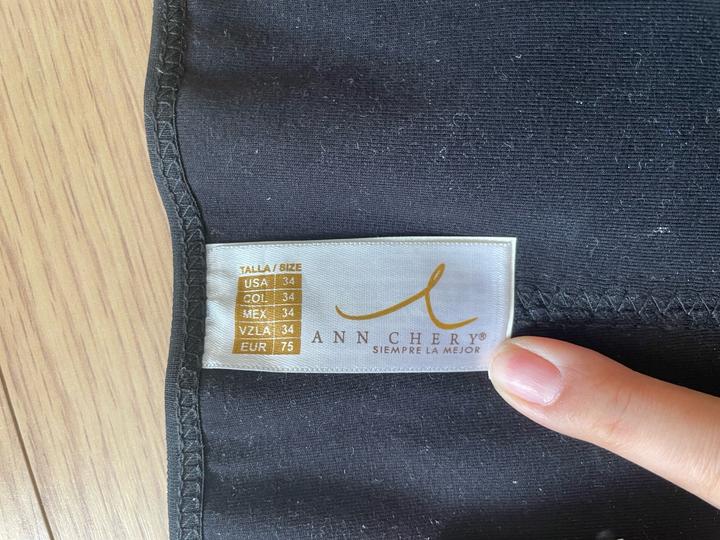 TALLA / SIZE
USA 34
COL 34
MEX 34
VZLA 34
EUR 75
ANN CHERY®
SIEMPRE LA MEJOR